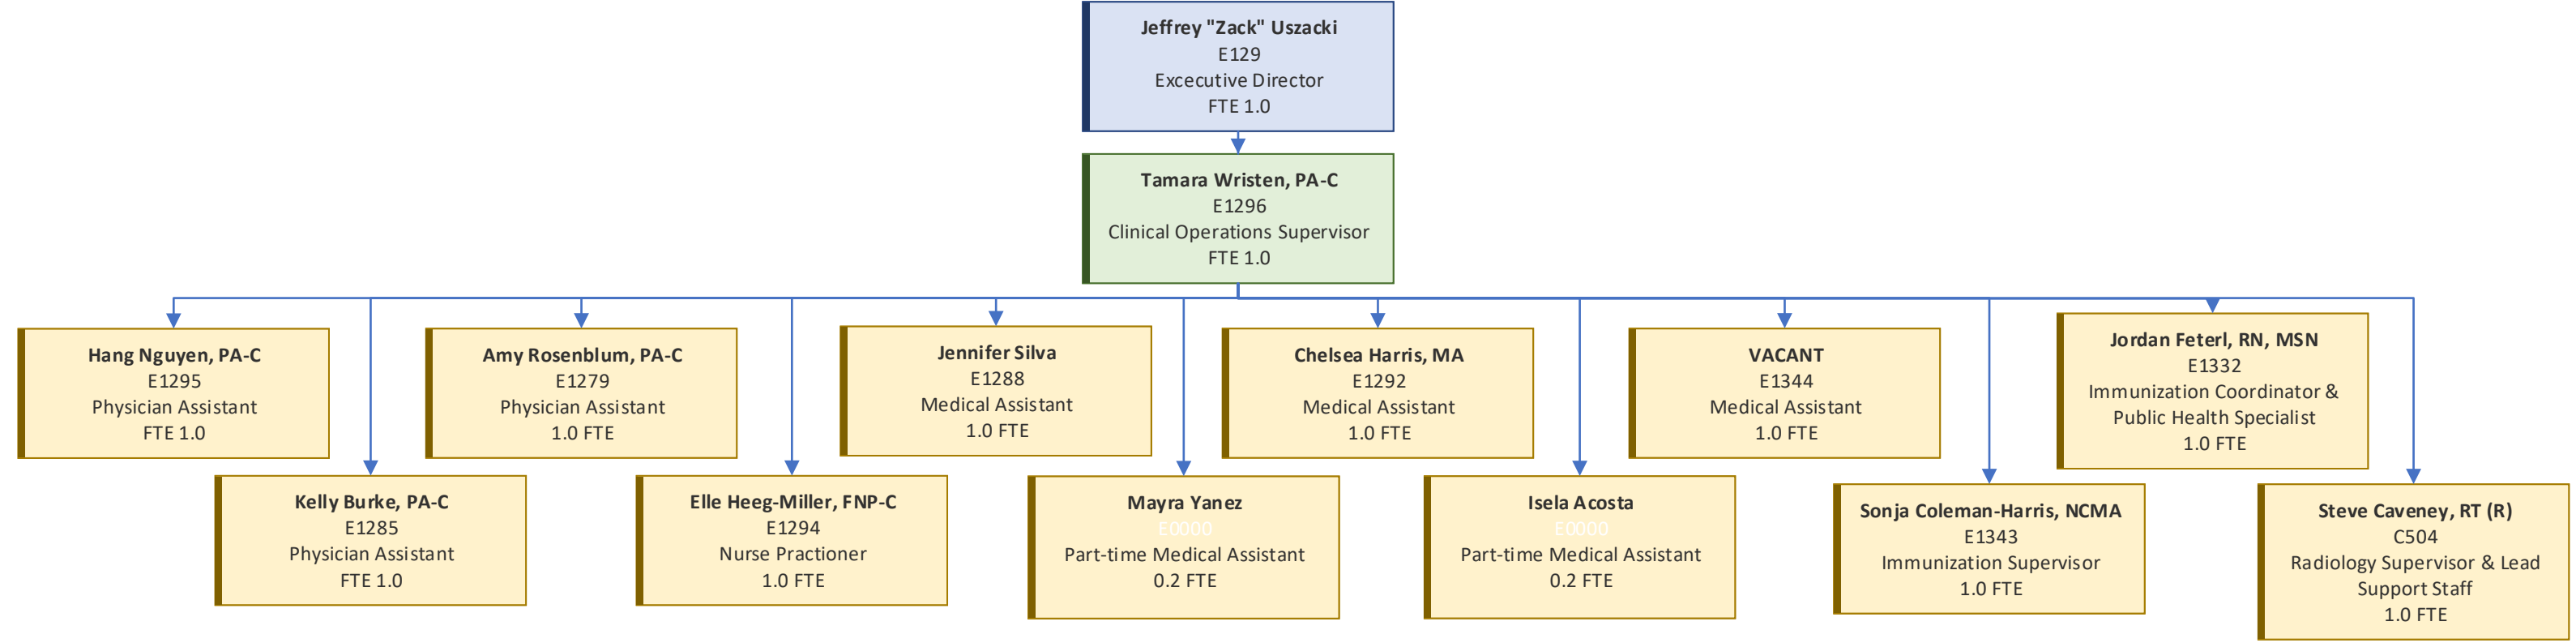 Jeffrey "Zack" Uszacki
E129
Excecutive Director
FTE 1.0
Tamara Wristen, PA-C
E1296
Clinical Operations Supervisor
FTE 1.0
Hang Nguyen, PA-C
E1295
Physician Assistant
FTE 1.0
Kelly Burke, PA-C
E1285
Physician Assistant
FTE 1.0
Amy Rosenblum, PA-C
E1279
Physician Assistant
1.0 FTE
Elle Heeg-Miller, FNP-C
E1294
Nurse Practioner
1.0 FTE
Jennifer Silva
E1288
Medical Assistant
1.0 FTE
Mayra Yanez
E0000
Part-time Medical Assistant
0.2 FTE
Chelsea Harris, MA
E1292
Medical Assistant
1.0 FTE
Isela Acosta
E0000
Part-time Medical Assistant
0.2 FTE
VACANT
E1344
Medical Assistant
1.0 FTE
Sonja Coleman-Harris, NCMA
E1343
Immunization Supervisor
1.0 FTE
Jordan Feterl, RN, MSN
E1332
Immunization Coordinator &
Public Health Specialist
1.0 FTE
Steve Caveney, RT (R)
C504
Radiology Supervisor & Lead
Support Staff
1.0 FTE